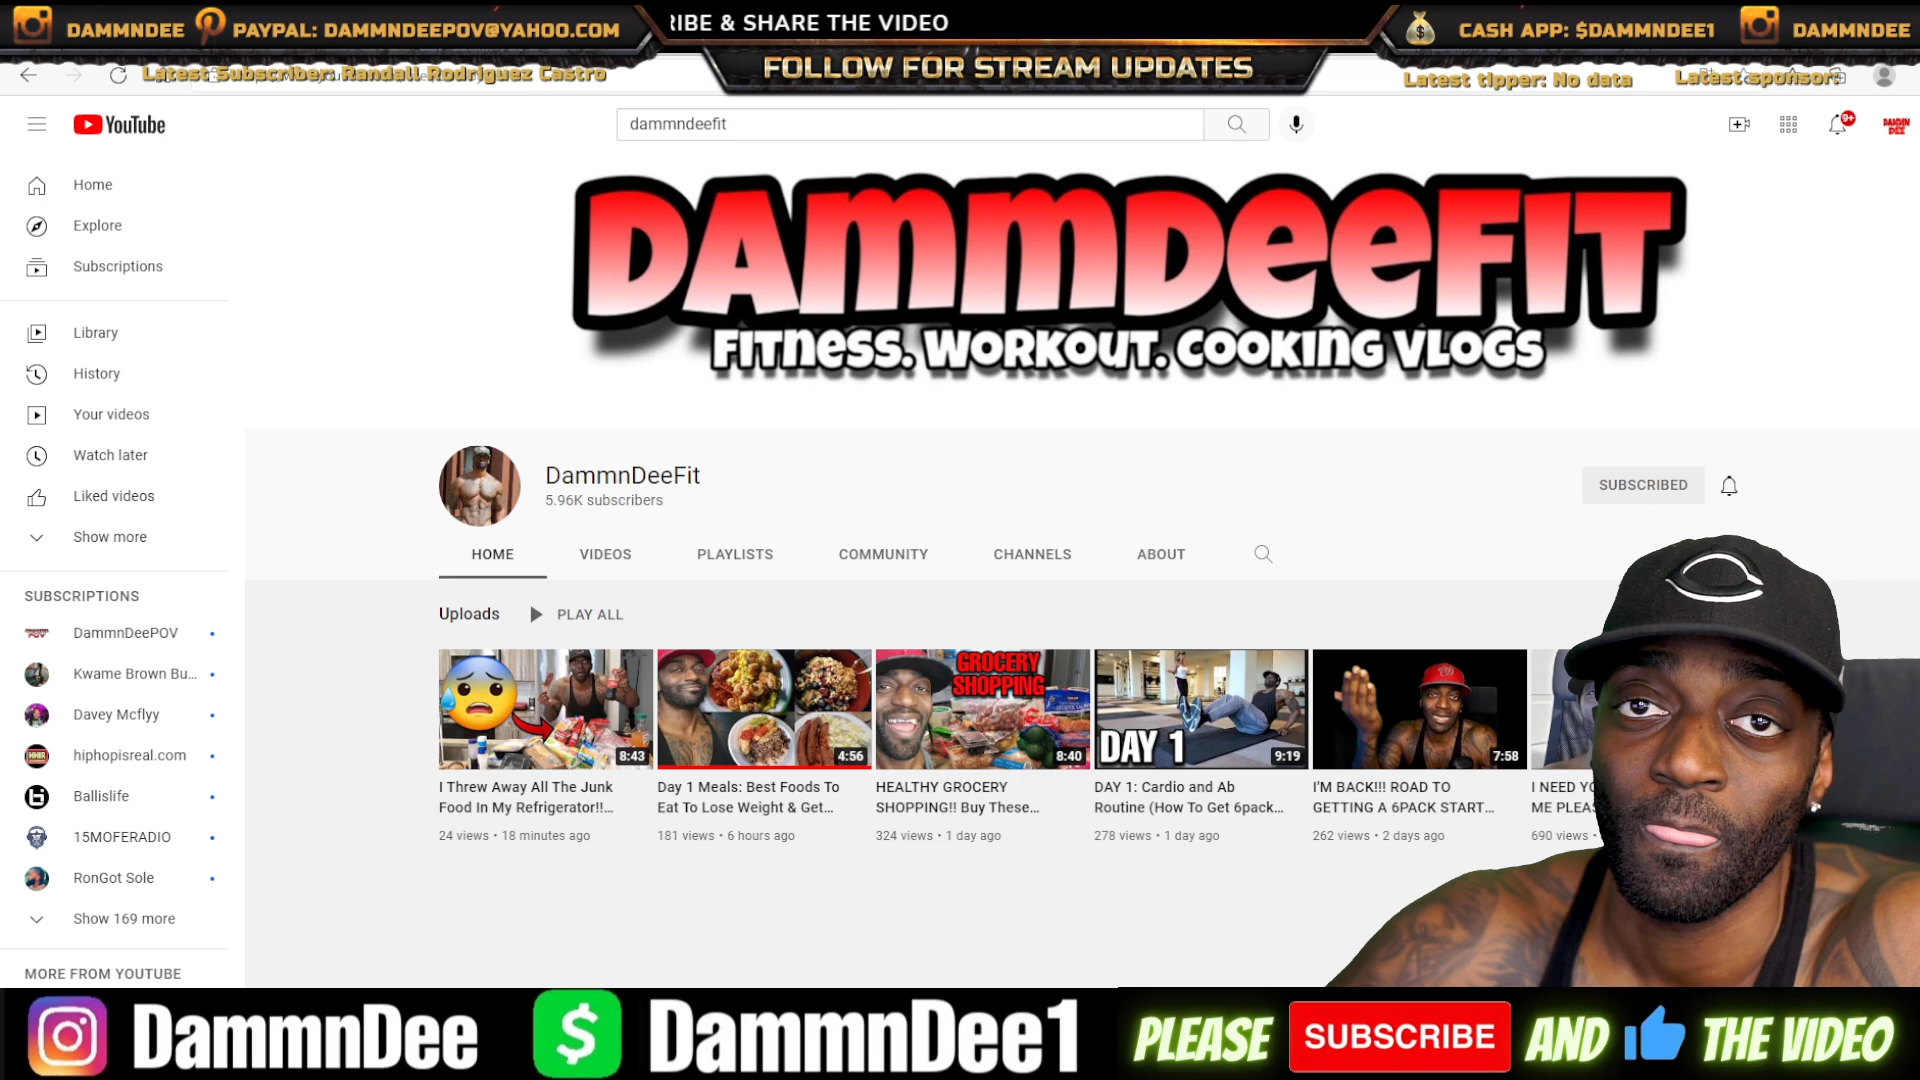 DAMMNDEE
PAYPAL: DAMMNDEEPOV@YAHOO.COM
RIBE & SHARE THE VIDEO
CASH APP: $DAMMNDEE1
DAMMNDEE
FOLLOW FOR STREAM UPDATES
Latest Subscriber: Randall Rodriguez Castro
Latest tipper: No data
Latest sponsor:
YouTube
dammndeefit
9+
DAMMN
DEE
Home
Explore
Subscriptions
Library
History
Your videos
Watch later
Liked videos
Show more
SUBSCRIPTIONS
DammnDeePOV
Kwame Brown Bu...
Davey Mcflyy
hiphopisreal.com
Ballislife
15MOFERADIO
RonGot Sole
Show 169 more
MORE FROM YOUTUBE
DAMMDEEFIT
FITNESS. WORKOUT. COOKING VLOGS
DammnDeeFit
5.96K subscribers
SUBSCRIBED
HOME
VIDEOS
PLAYLISTS
COMMUNITY
CHANNELS
ABOUT
Uploads
PLAY ALL
8:43
I Threw Away All The Junk
Food In My Refrigerator!!...
24 views • 18 minutes ago
4:56
Day 1 Meals: Best Foods To
Eat To Lose Weight & Get...
181 views • 6 hours ago
GROCERY
SHOPPING
8:40
HEALTHY GROCERY
SHOPPING!! Buy These...
324 views • 1 day ago
DAY 1
9:19
DAY 1: Cardio and Ab
Routine (How To Get 6pack...
278 views • 1 day ago
7:58
I'M BACK!!! ROAD TO
GETTING A 6PACK START...
262 views • 2 days ago
I NEED YO
ME PLEAS
690 views •
DammnDee
$
DammnDee1
PLEASE
SUBSCRIBE
AND
THE VIDEO